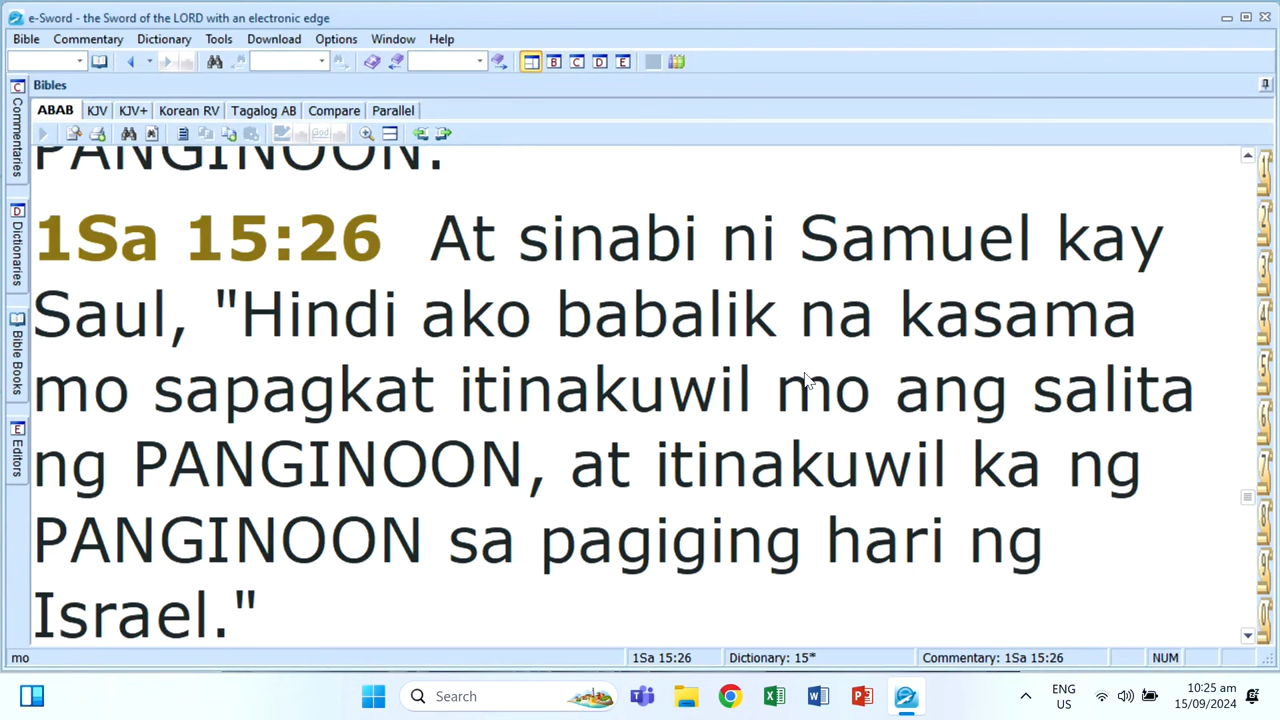 e-Sword - the Sword of the LORD with an electronic edge
Bible Commentary Dictionary Tools Download Options Window Help
Bibles
ABAB KJV KJV+ Korean RV Tagalog AB Compare Parallel
Commentaries
Dictionaries
Bible Books
Editors
PANGINOON.
1Sa 15:26 At sinabi ni Samuel kay
Saul, "Hindi ako babalik na kasama
mo sapagkat itinakuwil mo ang salita
ng PANGINOON, at itinakuwil ka ng
PANGINOON sa pagiging hari ng
Israel."
mo 1Sa 15:26 Dictionary: 15* Commentary: 1Sa 15:26 NUM
Search
ENG
US
10:25 am
15/09/2024